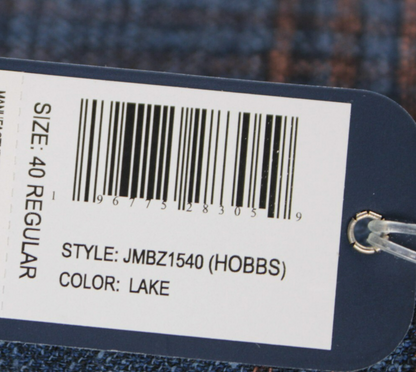 SIZE: 40 REGULAR
1 96775 28305 9
STYLE: JMBZ1540 (HOBBS)
COLOR: LAKE